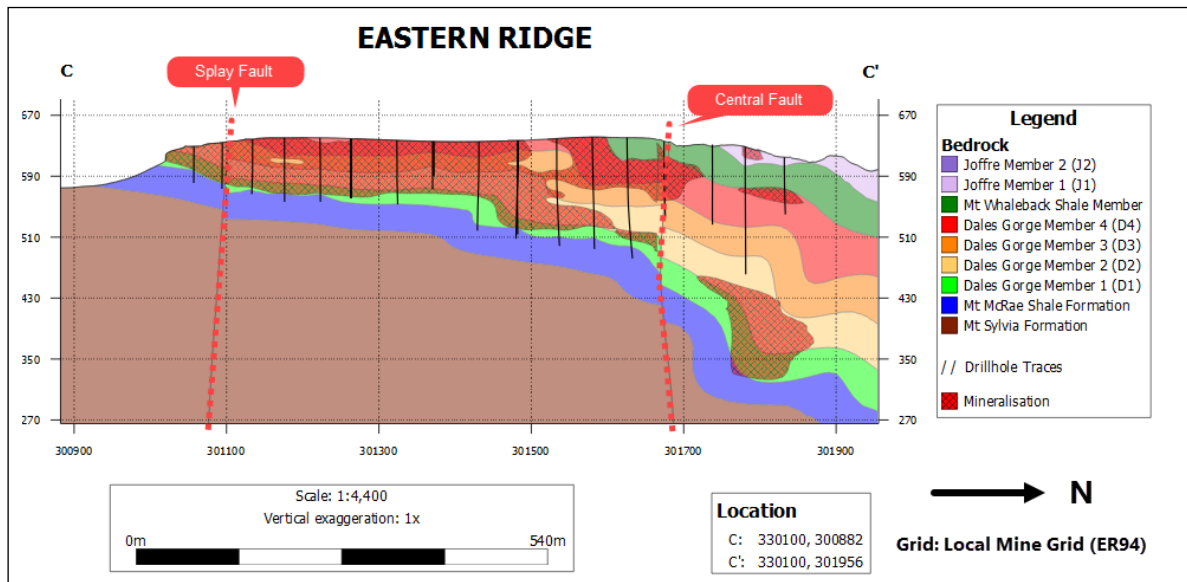 EASTERN RIDGE
C
C'
Splay Fault
Central Fault
670
670
590
590
510
510
430
430
350
350
270
270
300900
301100
301300
301500
301700
301900
Legend
Bedrock
Joffre Member 2 (J2)
Joffre Member 1 (J1)
Mt Whaleback Shale Member
Dales Gorge Member 4 (D4)
Dales Gorge Member 3 (D3)
Dales Gorge Member 2 (D2)
Dales Gorge Member 1 (D1)
Mt McRae Shale Formation
Mt Sylvia Formation
// Drillhole Traces
Mineralisation
Scale: 1:4,400
Vertical exaggeration: 1x
0m
540m
Location
C: 330100, 300882
C': 330100, 301956
N
Grid: Local Mine Grid (ER94)